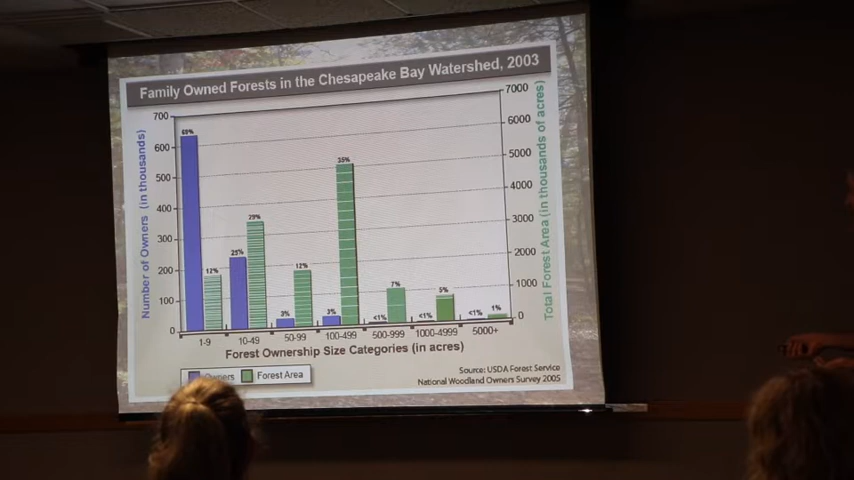 Family Owned Forests in the Chesapeake Bay Watershed, 2003
700
600
500
400
300
200
100
0
Number of Owners (in thousands)
7000
6000
5000
4000
3000
2000
1000
0
Total Forest Area (in thousands of acres)
69% 12% 25% 29% 3% 12% 3% 35% <1% 7% <1% 5% <1% 1%
1-9 10-49 50-99 100-499 500-999 1000-4999 5000+
Forest Ownership Size Categories (in acres)
Owners Forest Area
Source: USDA Forest Service
National Woodland Owners Survey 2005